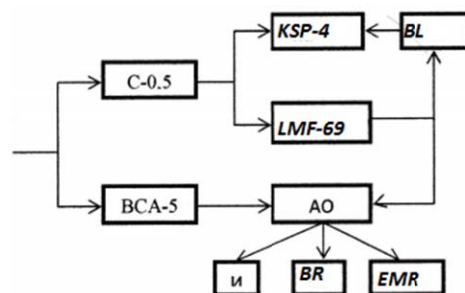 KSP-4
BL
C-0.5
LMF-69
BCA-5
AO
и
BR
EMR